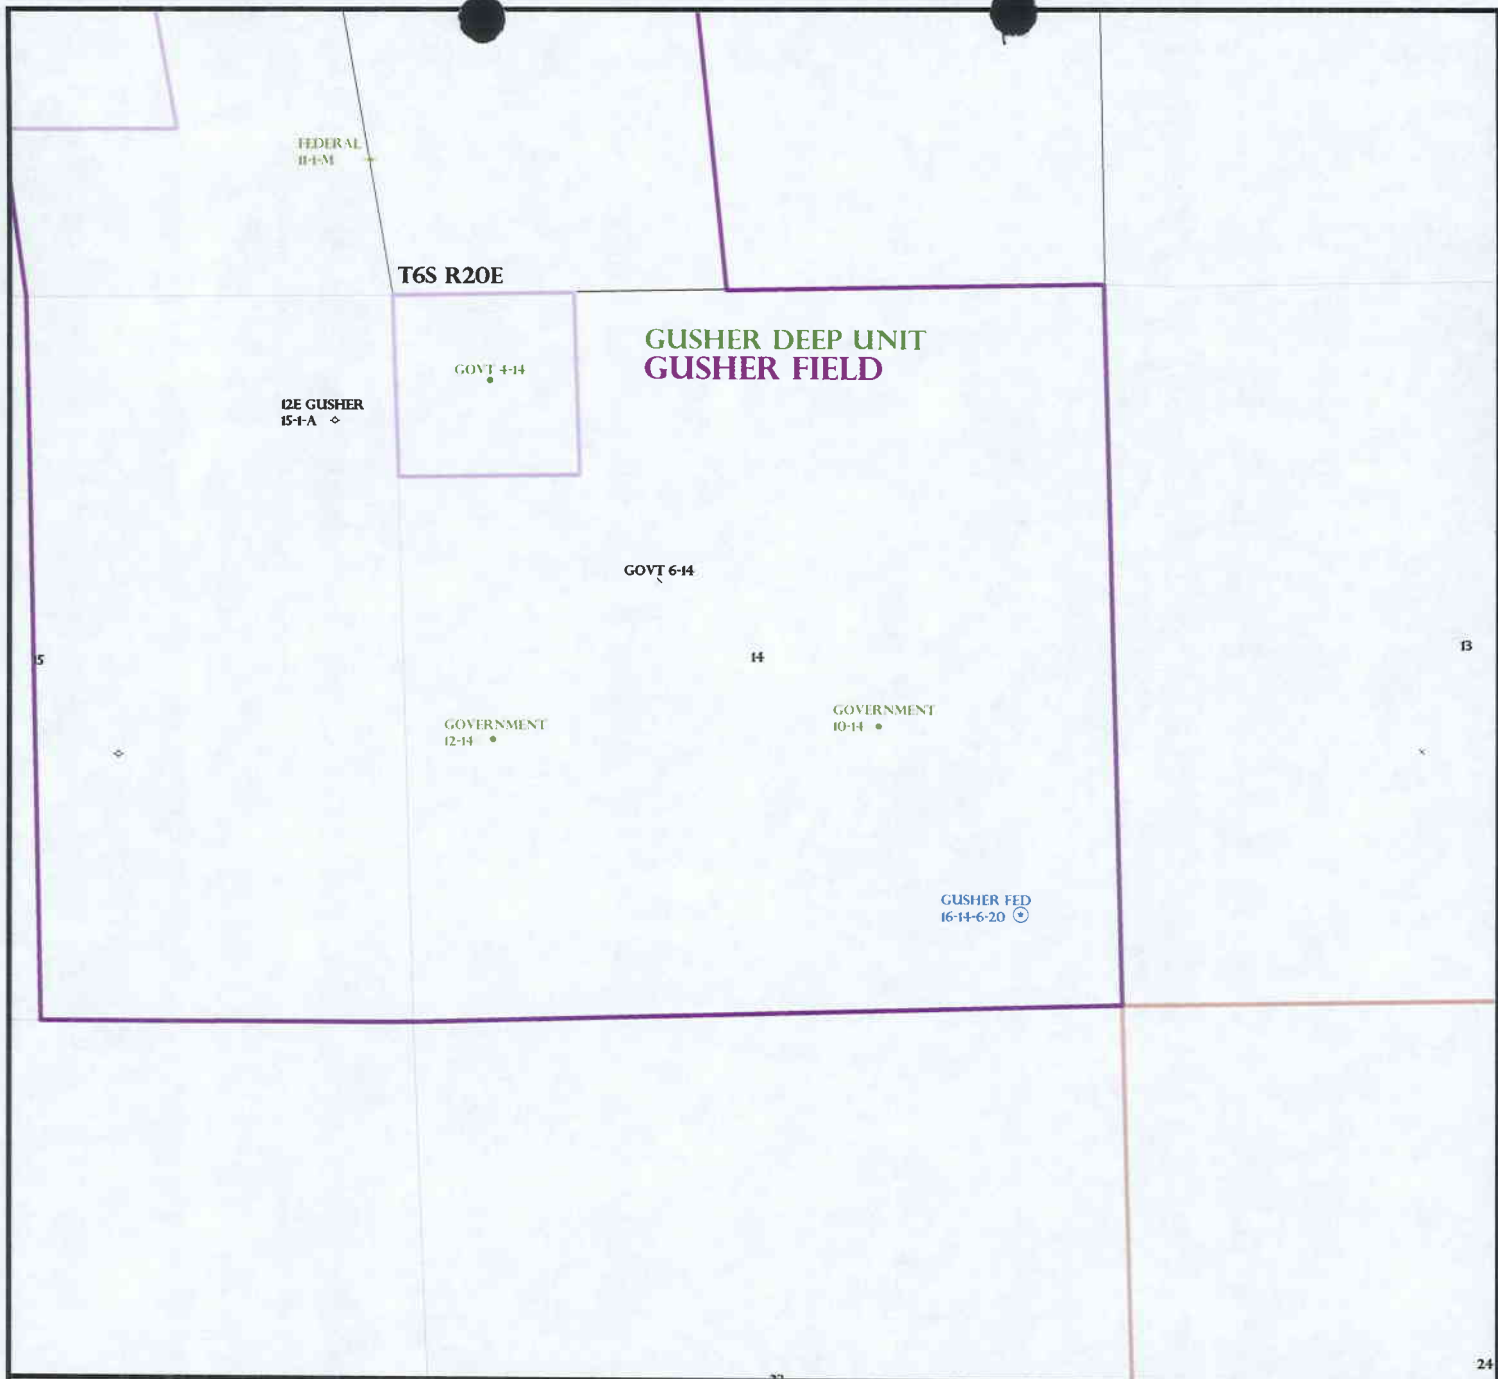 FEDERAL
11-1-M
T6S R20E
GUSHER DEEP UNIT
GUSHER FIELD
GOVT 4-14
12E GUSHER
15-1-A
GOVT 6-14
15
14
13
GOVERNMENT
12-14
GOVERNMENT
10-14
GUSHER FED
16-14-6-20
24